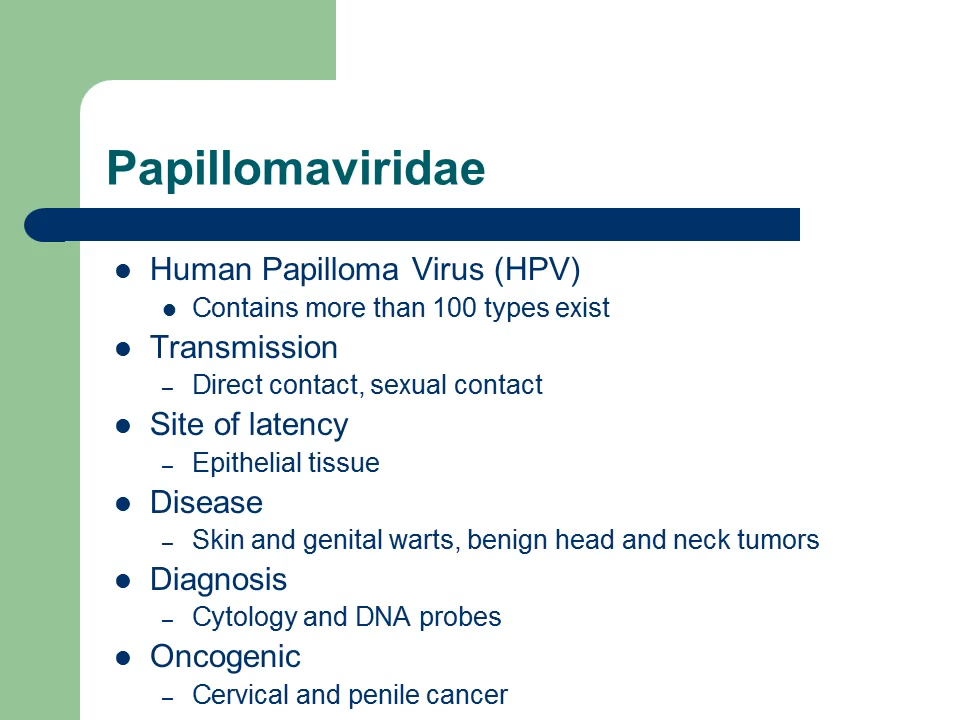 Papillomaviridae
● Human Papilloma Virus (HPV)
● Contains more than 100 types exist
● Transmission
– Direct contact, sexual contact
● Site of latency
– Epithelial tissue
● Disease
– Skin and genital warts, benign head and neck tumors
● Diagnosis
– Cytology and DNA probes
● Oncogenic
– Cervical and penile cancer